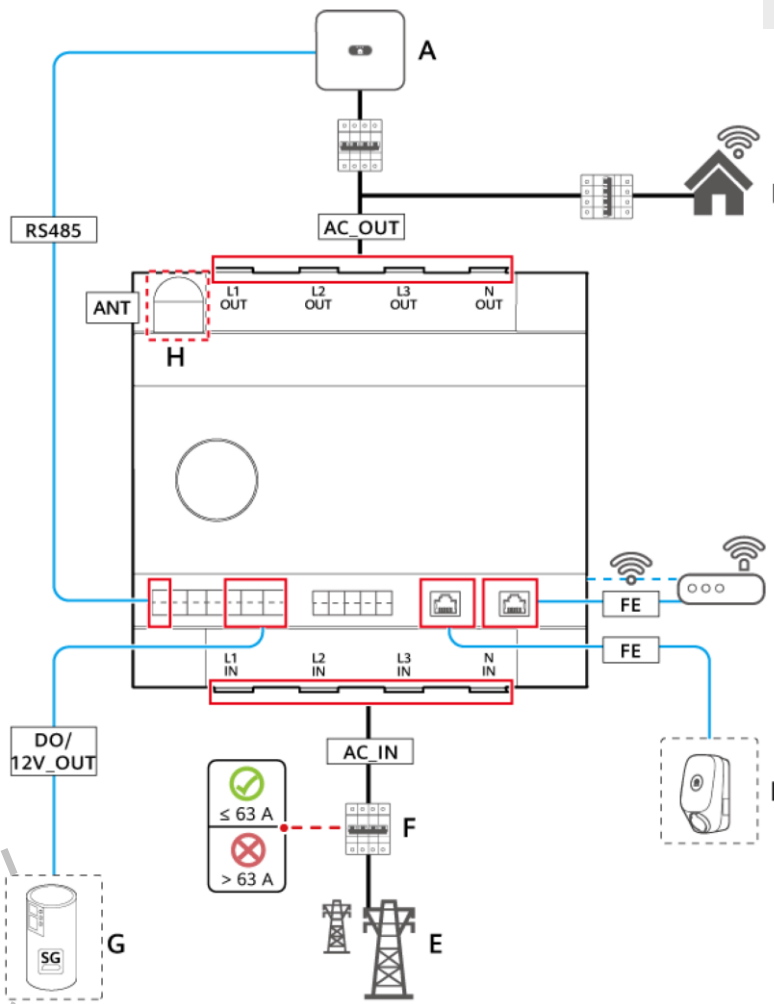 A
RS485
AC_OUT
ANT
L1 L2 L3 N
OUT OUT OUT OUT
H
FE
FE
L1 L2 L3 N
IN IN IN IN
DO/
12V_OUT
AC_IN
≤ 63 A
F
> 63 A
G
SG
E